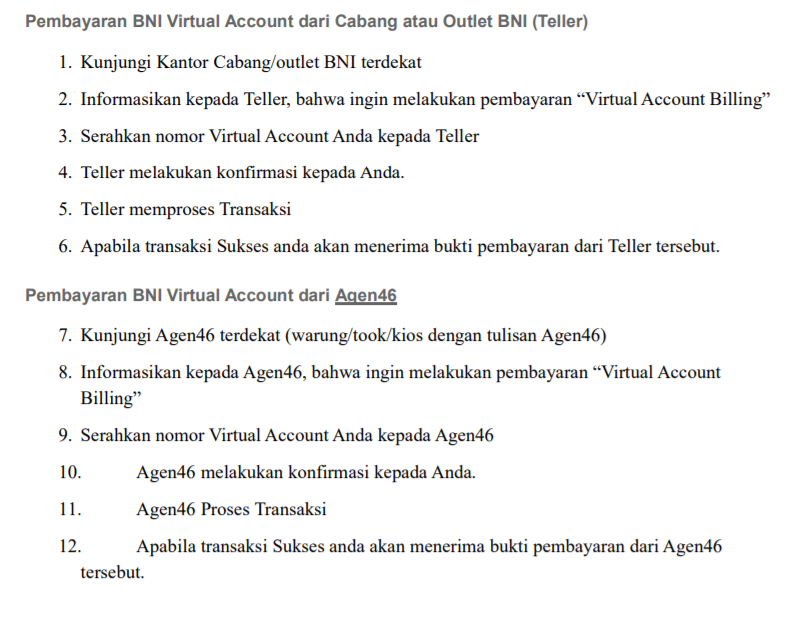 Pembayaran BNI Virtual Account dari Cabang atau Outlet BNI (Teller)
1. Kunjungi Kantor Cabang/outlet BNI terdekat
2. Informasikan kepada Teller, bahwa ingin melakukan pembayaran “Virtual Account Billing”
3. Serahkan nomor Virtual Account Anda kepada Teller
4. Teller melakukan konfirmasi kepada Anda.
5. Teller memproses Transaksi
6. Apabila transaksi Sukses anda akan menerima bukti pembayaran dari Teller tersebut.
Pembayaran BNI Virtual Account dari Agen46
7. Kunjungi Agen46 terdekat (warung/took/kios dengan tulisan Agen46)
8. Informasikan kepada Agen46, bahwa ingin melakukan pembayaran “Virtual Account
Billing”
9. Serahkan nomor Virtual Account Anda kepada Agen46
10. Agen46 melakukan konfirmasi kepada Anda.
11. Agen46 Proses Transaksi
12. Apabila transaksi Sukses anda akan menerima bukti pembayaran dari Agen46
tersebut.